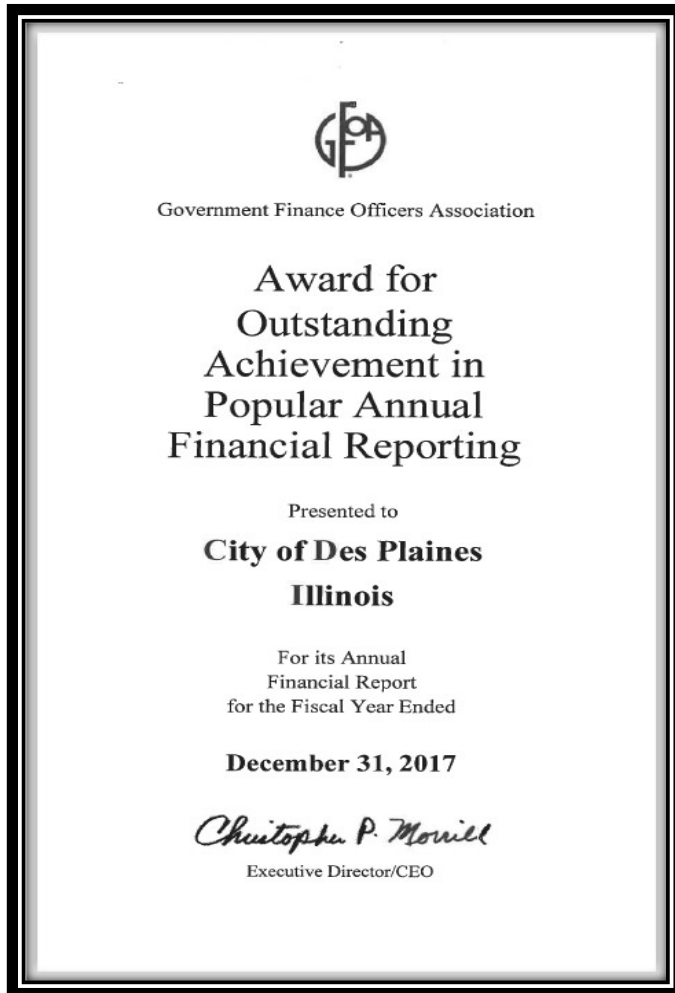 GFOA
Government Finance Officers Association
Award for
Outstanding
Achievement in
Popular Annual
Financial Reporting
Presented to
City of Des Plaines
Illinois
For its Annual
Financial Report
for the Fiscal Year Ended
December 31, 2017
Christopher P. Morrill
Executive Director/CEO